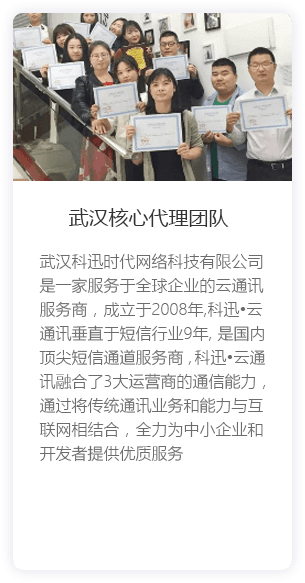 武汉核心代理团队
武汉科迅时代网络科技有限公司
是一家服务于全球企业的云通讯
服务商，成立于2008年,科迅•云
通讯垂直于短信行业9年, 是国内
顶尖短信通道服务商 , 科迅•云通
讯融合了3大运营商的通信能力，
通过将传统通讯业务和能力与互
联网相结合，全力为中小企业和
开发者提供优质服务